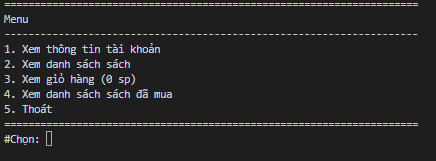 ==================================================================
Menu
------------------------------------------------------------------
1. Xem thông tin tài khoản
2. Xem danh sách sách
3. Xem giỏ hàng (0 sp)
4. Xem danh sách sách đã mua
5. Thoát
==================================================================
#Chọn: